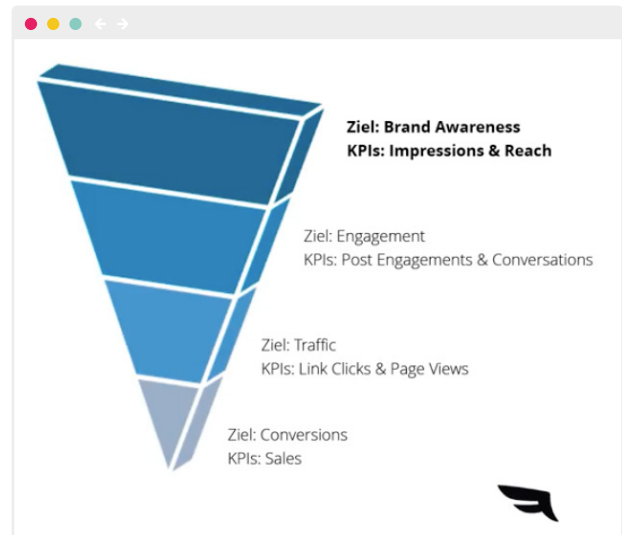 Ziel: Brand Awareness
KPIs: Impressions & Reach
Ziel: Engagement
KPIs: Post Engagements & Conversations
Ziel: Traffic
KPIs: Link Clicks & Page Views
Ziel: Conversions
KPIs: Sales